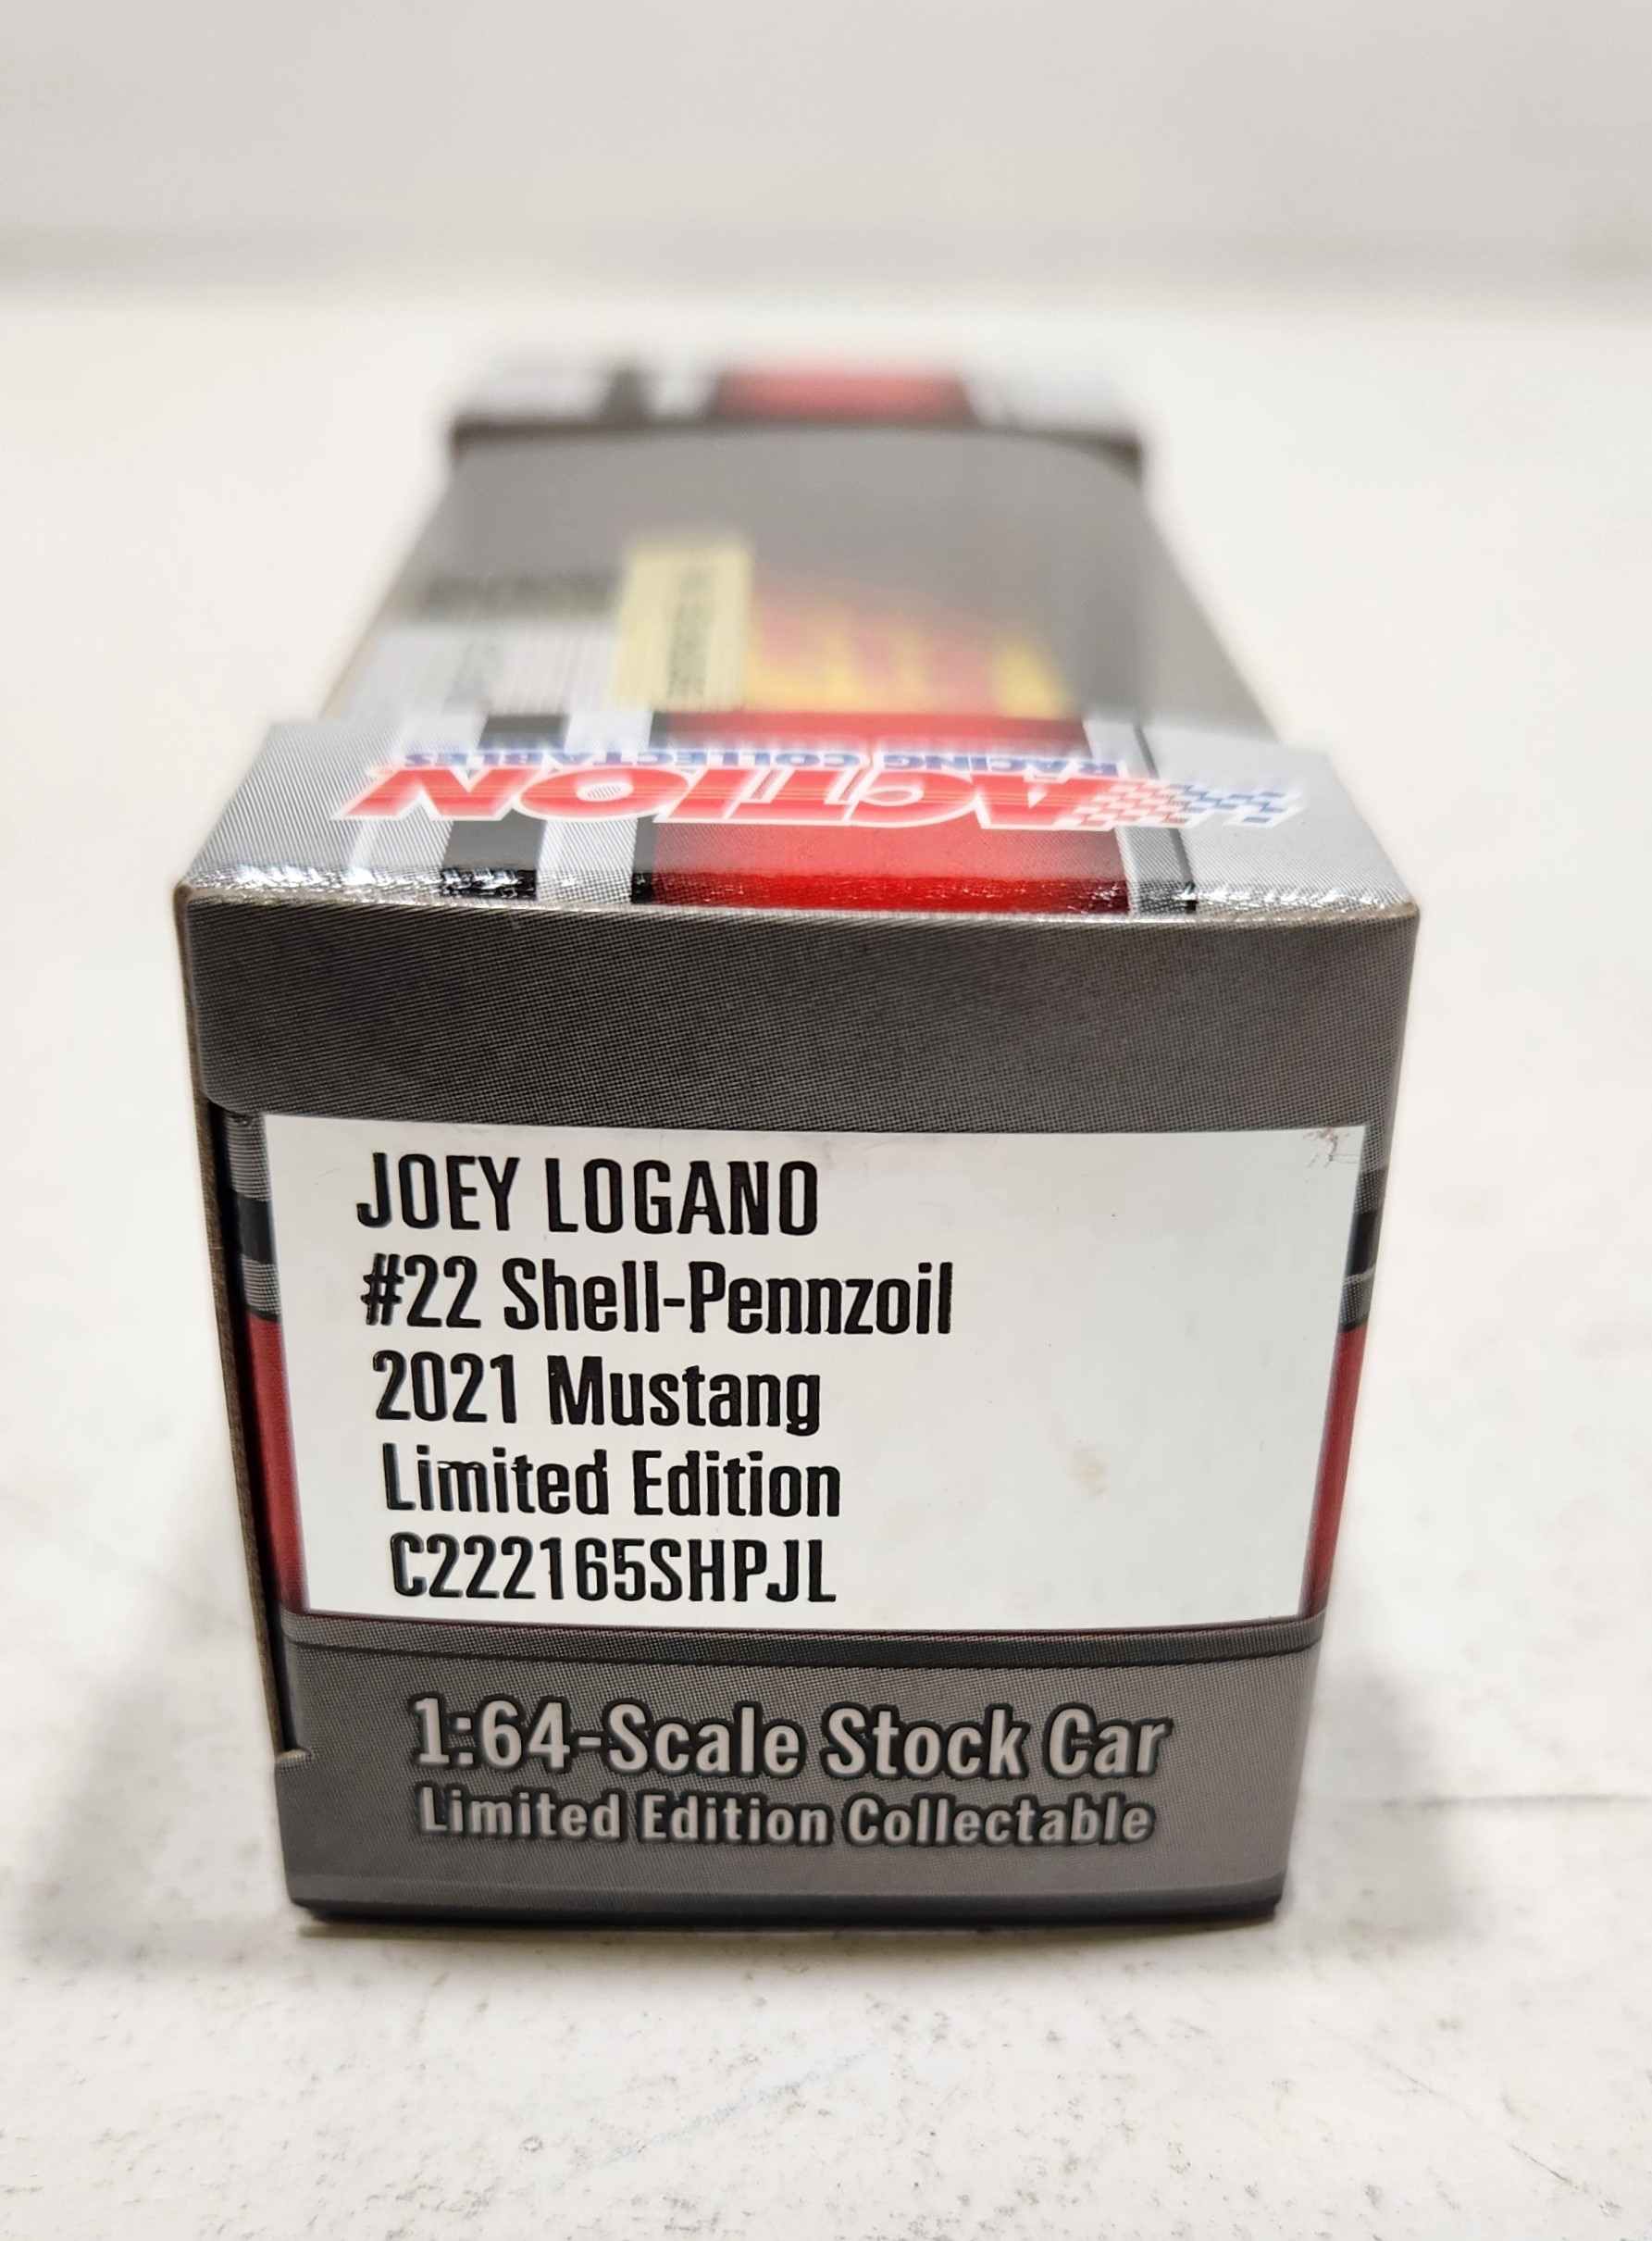 ACTION
RACING COLLECTABLES
JOEY LOGANO
#22 Shell-Pennzoil
2021 Mustang
Limited Edition
C222165SHPJL
1:64-Scale Stock Car
Limited Edition Collectable